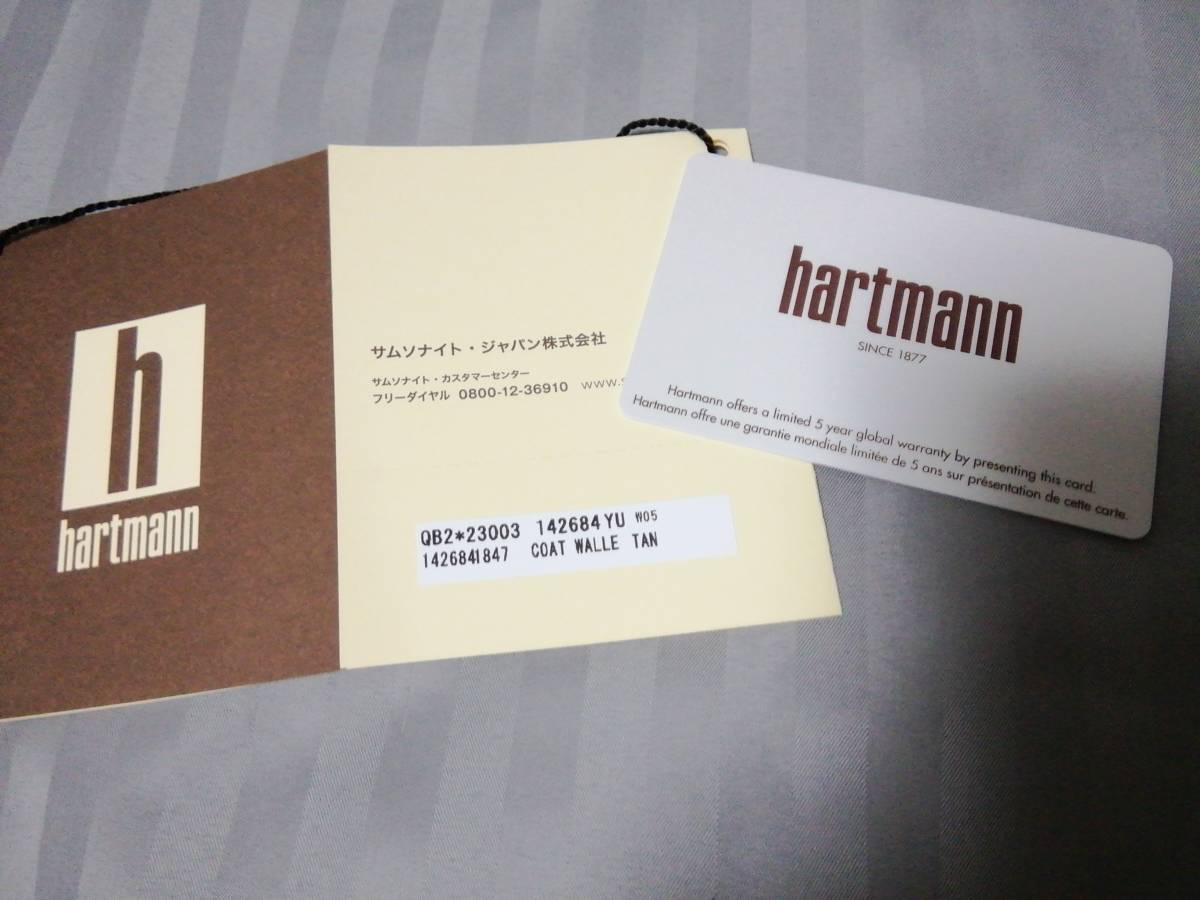 h
hartmann
サムソナイト・ジャパン株式会社
サムソナイト・カスタマーセンター
フリーダイヤル 0800-12-36910 www.s
QB2*23003 142684 YU W05
1426841847 COAT WALLE TAN
hartmann
SINCE 1877
Hartmann offers a limited 5 year global warranty by presenting this card.
Hartmann offre une garantie mondiale limitée de 5 ans sur présentation de cette carte.